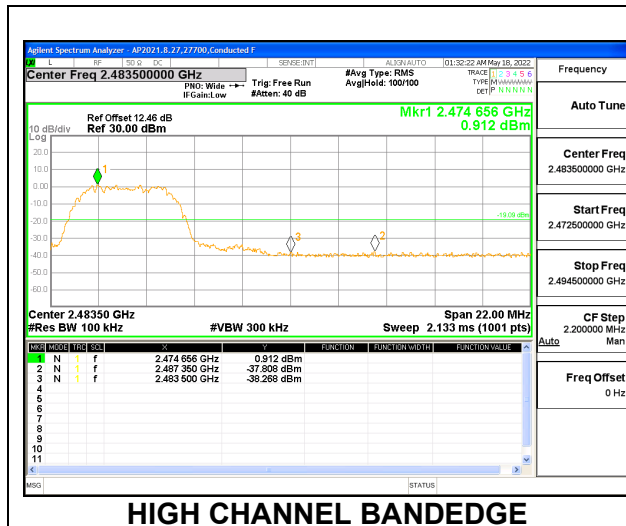 Agilent Spectrum Analyzer - AP2021.8.27,27700,Conducted F
L RF 50 Ω DC SENSE:INT ALIGN AUTO 01:32:22 AM May 18, 2022
Center Freq 2.483500000 GHz
PNO: Wide
IFGain:Low
Trig: Free Run
#Atten: 40 dB
#Avg Type: RMS
Avg|Hold: 100/100
TRACE 1 2 3 4 5 6
TYPE M WWWWW
DET P N N N N N
Ref Offset 12.46 dB
Ref 30.00 dBm
10 dB/div
Log
Mkr1 2.474 656 GHz
0.912 dBm
20.0
10.0
0.00
-10.0
-20.0
-30.0
-40.0
-50.0
-60.0
1
2
3
-19.09 dBm
Center 2.48350 GHz Span 22.00 MHz
#Res BW 100 kHz #VBW 300 kHz Sweep 2.133 ms (1001 pts)
MKR MODE TRC SCL X Y FUNCTION FUNCTION WIDTH FUNCTION VALUE
1 N 1 f 2.474 656 GHz 0.912 dBm
2 N 1 f 2.487 350 GHz -37.808 dBm
3 N 1 f 2.483 500 GHz -38.268 dBm
4
5
6
7
8
9
10
11
MSG STATUS
Frequency
Auto Tune
Center Freq
2.483500000 GHz
Start Freq
2.472500000 GHz
Stop Freq
2.494500000 GHz
CF Step
2.200000 MHz
Auto Man
Freq Offset
0 Hz
HIGH CHANNEL BANDEDGE